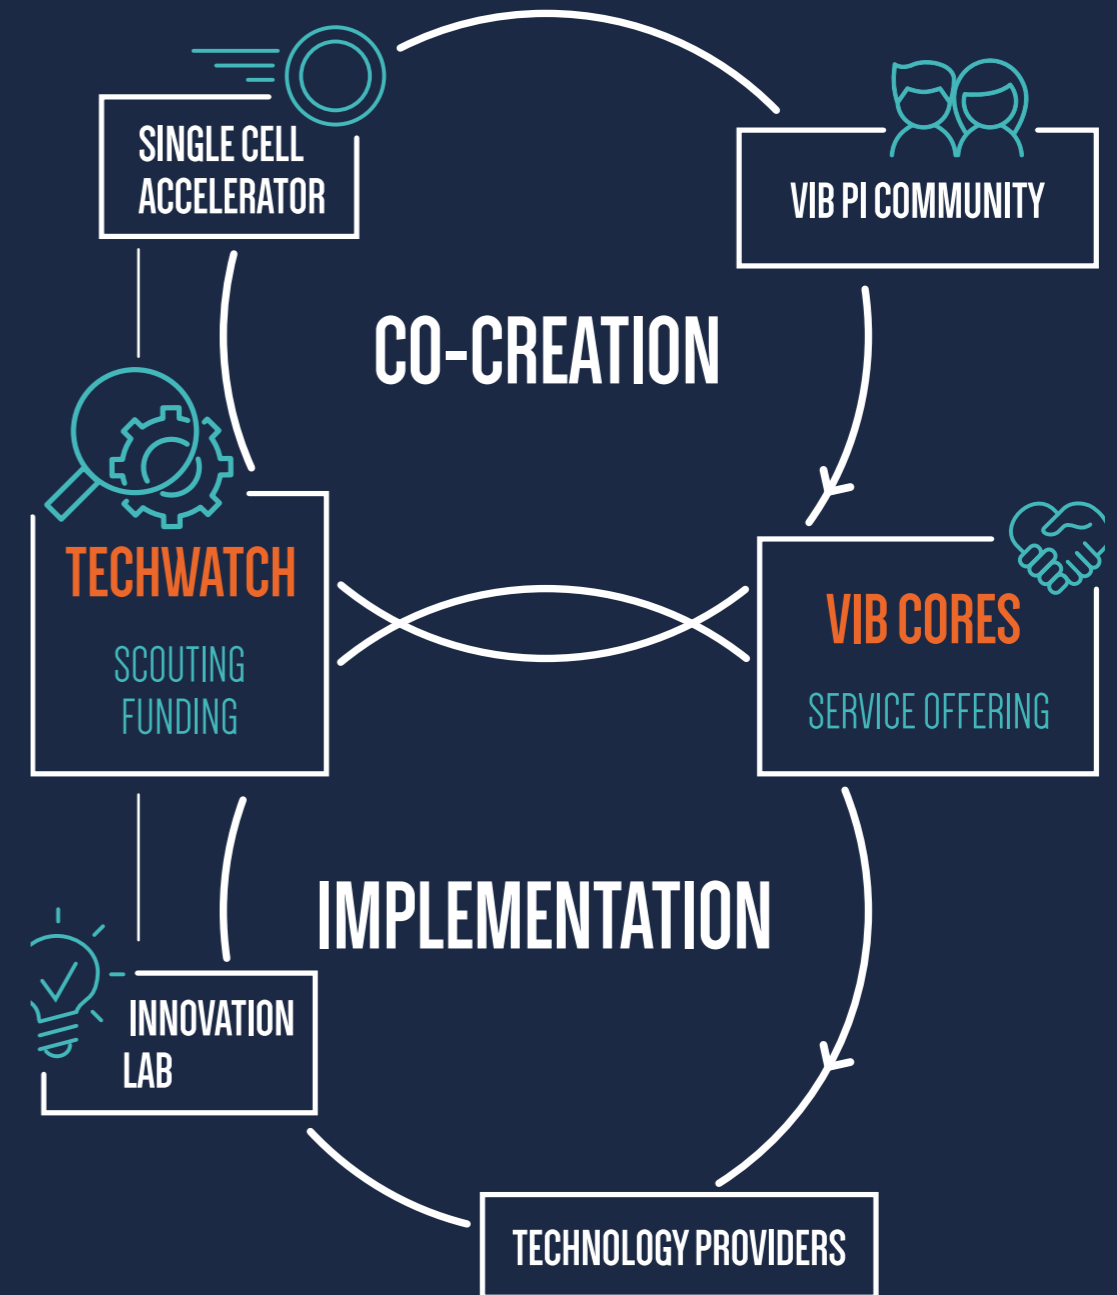 SINGLE CELL
ACCELERATOR
VIB PI COMMUNITY
CO-CREATION
TECHWATCH
SCOUTING
FUNDING
VIB CORES
SERVICE OFFERING
IMPLEMENTATION
INNOVATION
LAB
TECHNOLOGY PROVIDERS